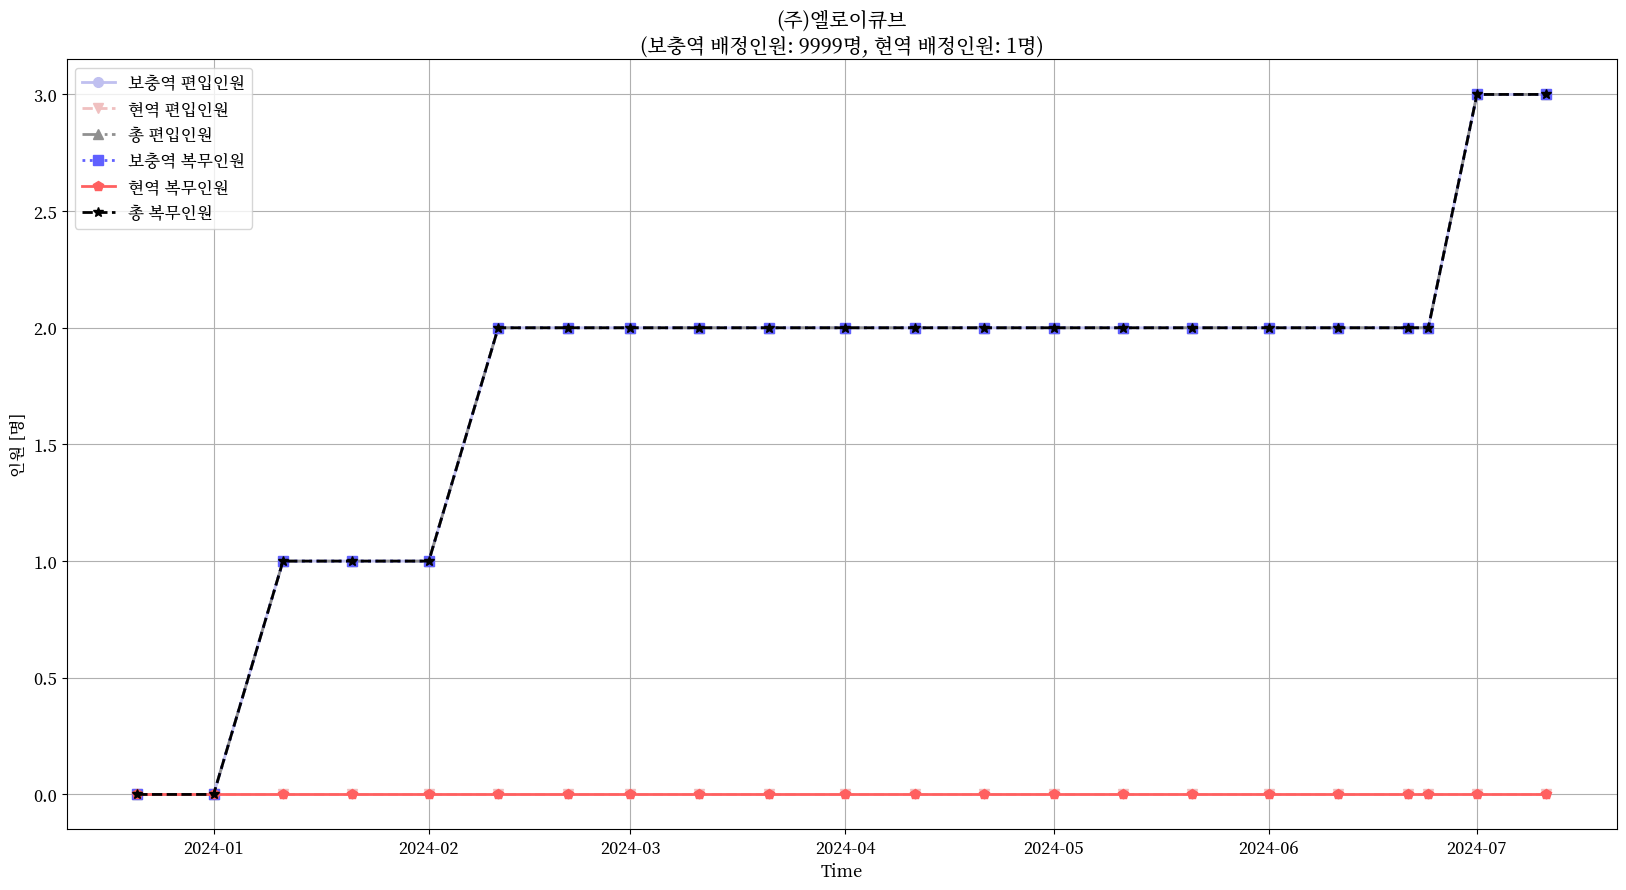 (주)엘로이큐브
(보충역 배정인원: 9999명, 현역 배정인원: 1명)
보충역 편입인원
현역 편입인원
총 편입인원
보충역 복무인원
현역 복무인원
총 복무인원
3.0
2.5
2.0
1.5
1.0
0.5
0.0
인원 [명]
2024-01 2024-02 2024-03 2024-04 2024-05 2024-06 2024-07
Time